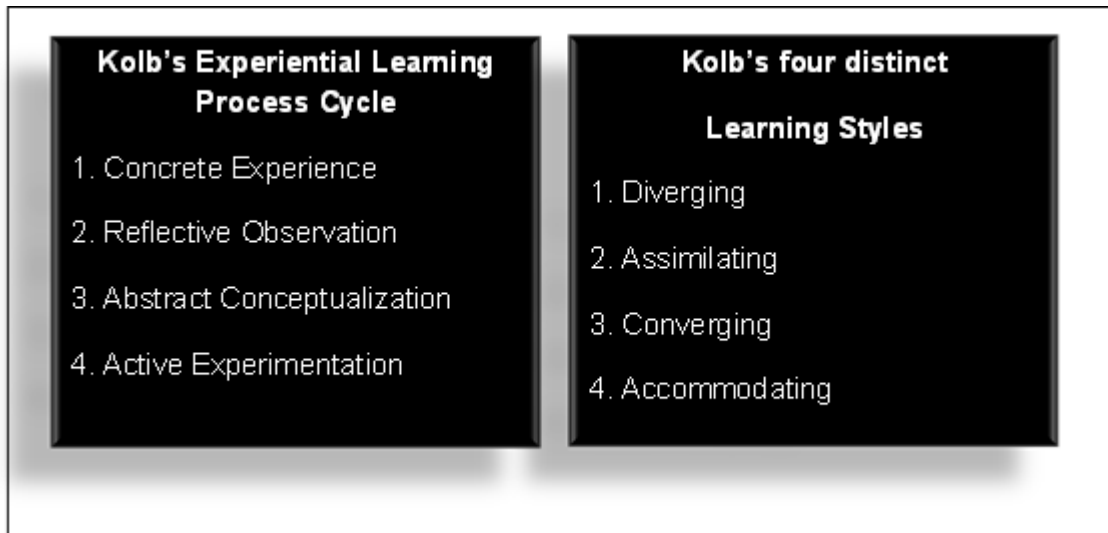 Kolb's Experiential Learning
Process Cycle
1. Concrete Experience
2. Reflective Observation
3. Abstract Conceptualization
4. Active Experimentation
Kolb's four distinct
Learning Styles
1. Diverging
2. Assimilating
3. Converging
4. Accommodating